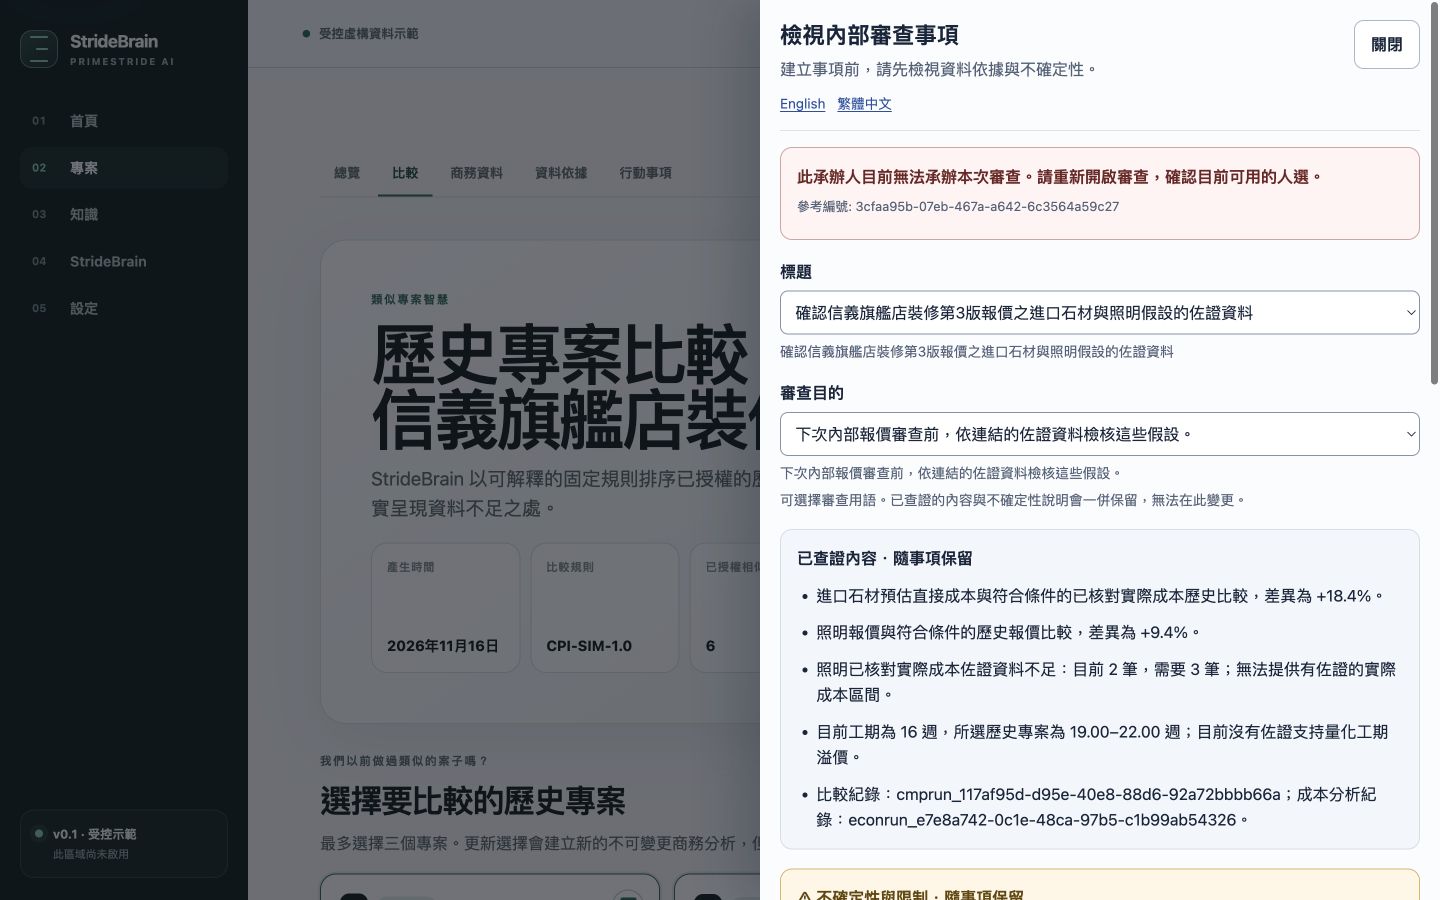 StrideBrain
PRIMESTRIDE AI
01 首頁
02 專案
03 知識
04 StrideBrain
05 設定
v0.1 · 受控示範
此區域尚未啟用
受控虛構資料示範
總覽 比較 商務資料 資料依據 行動事項
類似專案智慧
歷史專案比較
信義旗艦店裝
StrideBrain 以可解釋的固定規則排序已授權的
實呈現資料不足之處。
產生時間
2026年11月16日
比較規則
CPI-SIM-1.0
已授權相
6
我們以前做過類似的案子嗎？
選擇要比較的歷史專案
最多選擇三個專案。更新選擇會建立新的不可變更商務分析，
檢視內部審查事項
建立事項前，請先檢視資料依據與不確定性。
關閉
English 繁體中文
此承辦人目前無法承辦本次審查。請重新開啟審查，確認目前可用的人選。
參考編號: 3cfaa95b-07eb-467a-a642-6c3564a59c27
標題
確認信義旗艦店裝修第3版報價之進口石材與照明假設的佐證資料
確認信義旗艦店裝修第3版報價之進口石材與照明假設的佐證資料
審查目的
下次內部報價審查前，依連結的佐證資料檢核這些假設。
下次內部報價審查前，依連結的佐證資料檢核這些假設。
可選擇審查用語。已查證的內容與不確定性說明會一併保留，無法在此變更。
已查證內容 · 隨事項保留
• 進口石材預估直接成本與符合條件的已核對實際成本歷史比較，差異為 +18.4%。
• 照明報價與符合條件的歷史報價比較，差異為 +9.4%。
• 照明已核對實際成本佐證資料不足：目前 2 筆，需要 3 筆；無法提供有佐證的實際
成本區間。
• 目前工期為 16 週，所選歷史專案為 19.00–22.00 週；目前沒有佐證支持量化工期
溢價。
• 比較紀錄：cmprun_117af95d-d95e-40e8-88d6-92a72bbbb66a；成本分析紀
錄：econrun_e7e8a742-0c1e-48ca-97b5-c1b99ab54326。
⚠ 不確定性與限制 · 隨事項保留